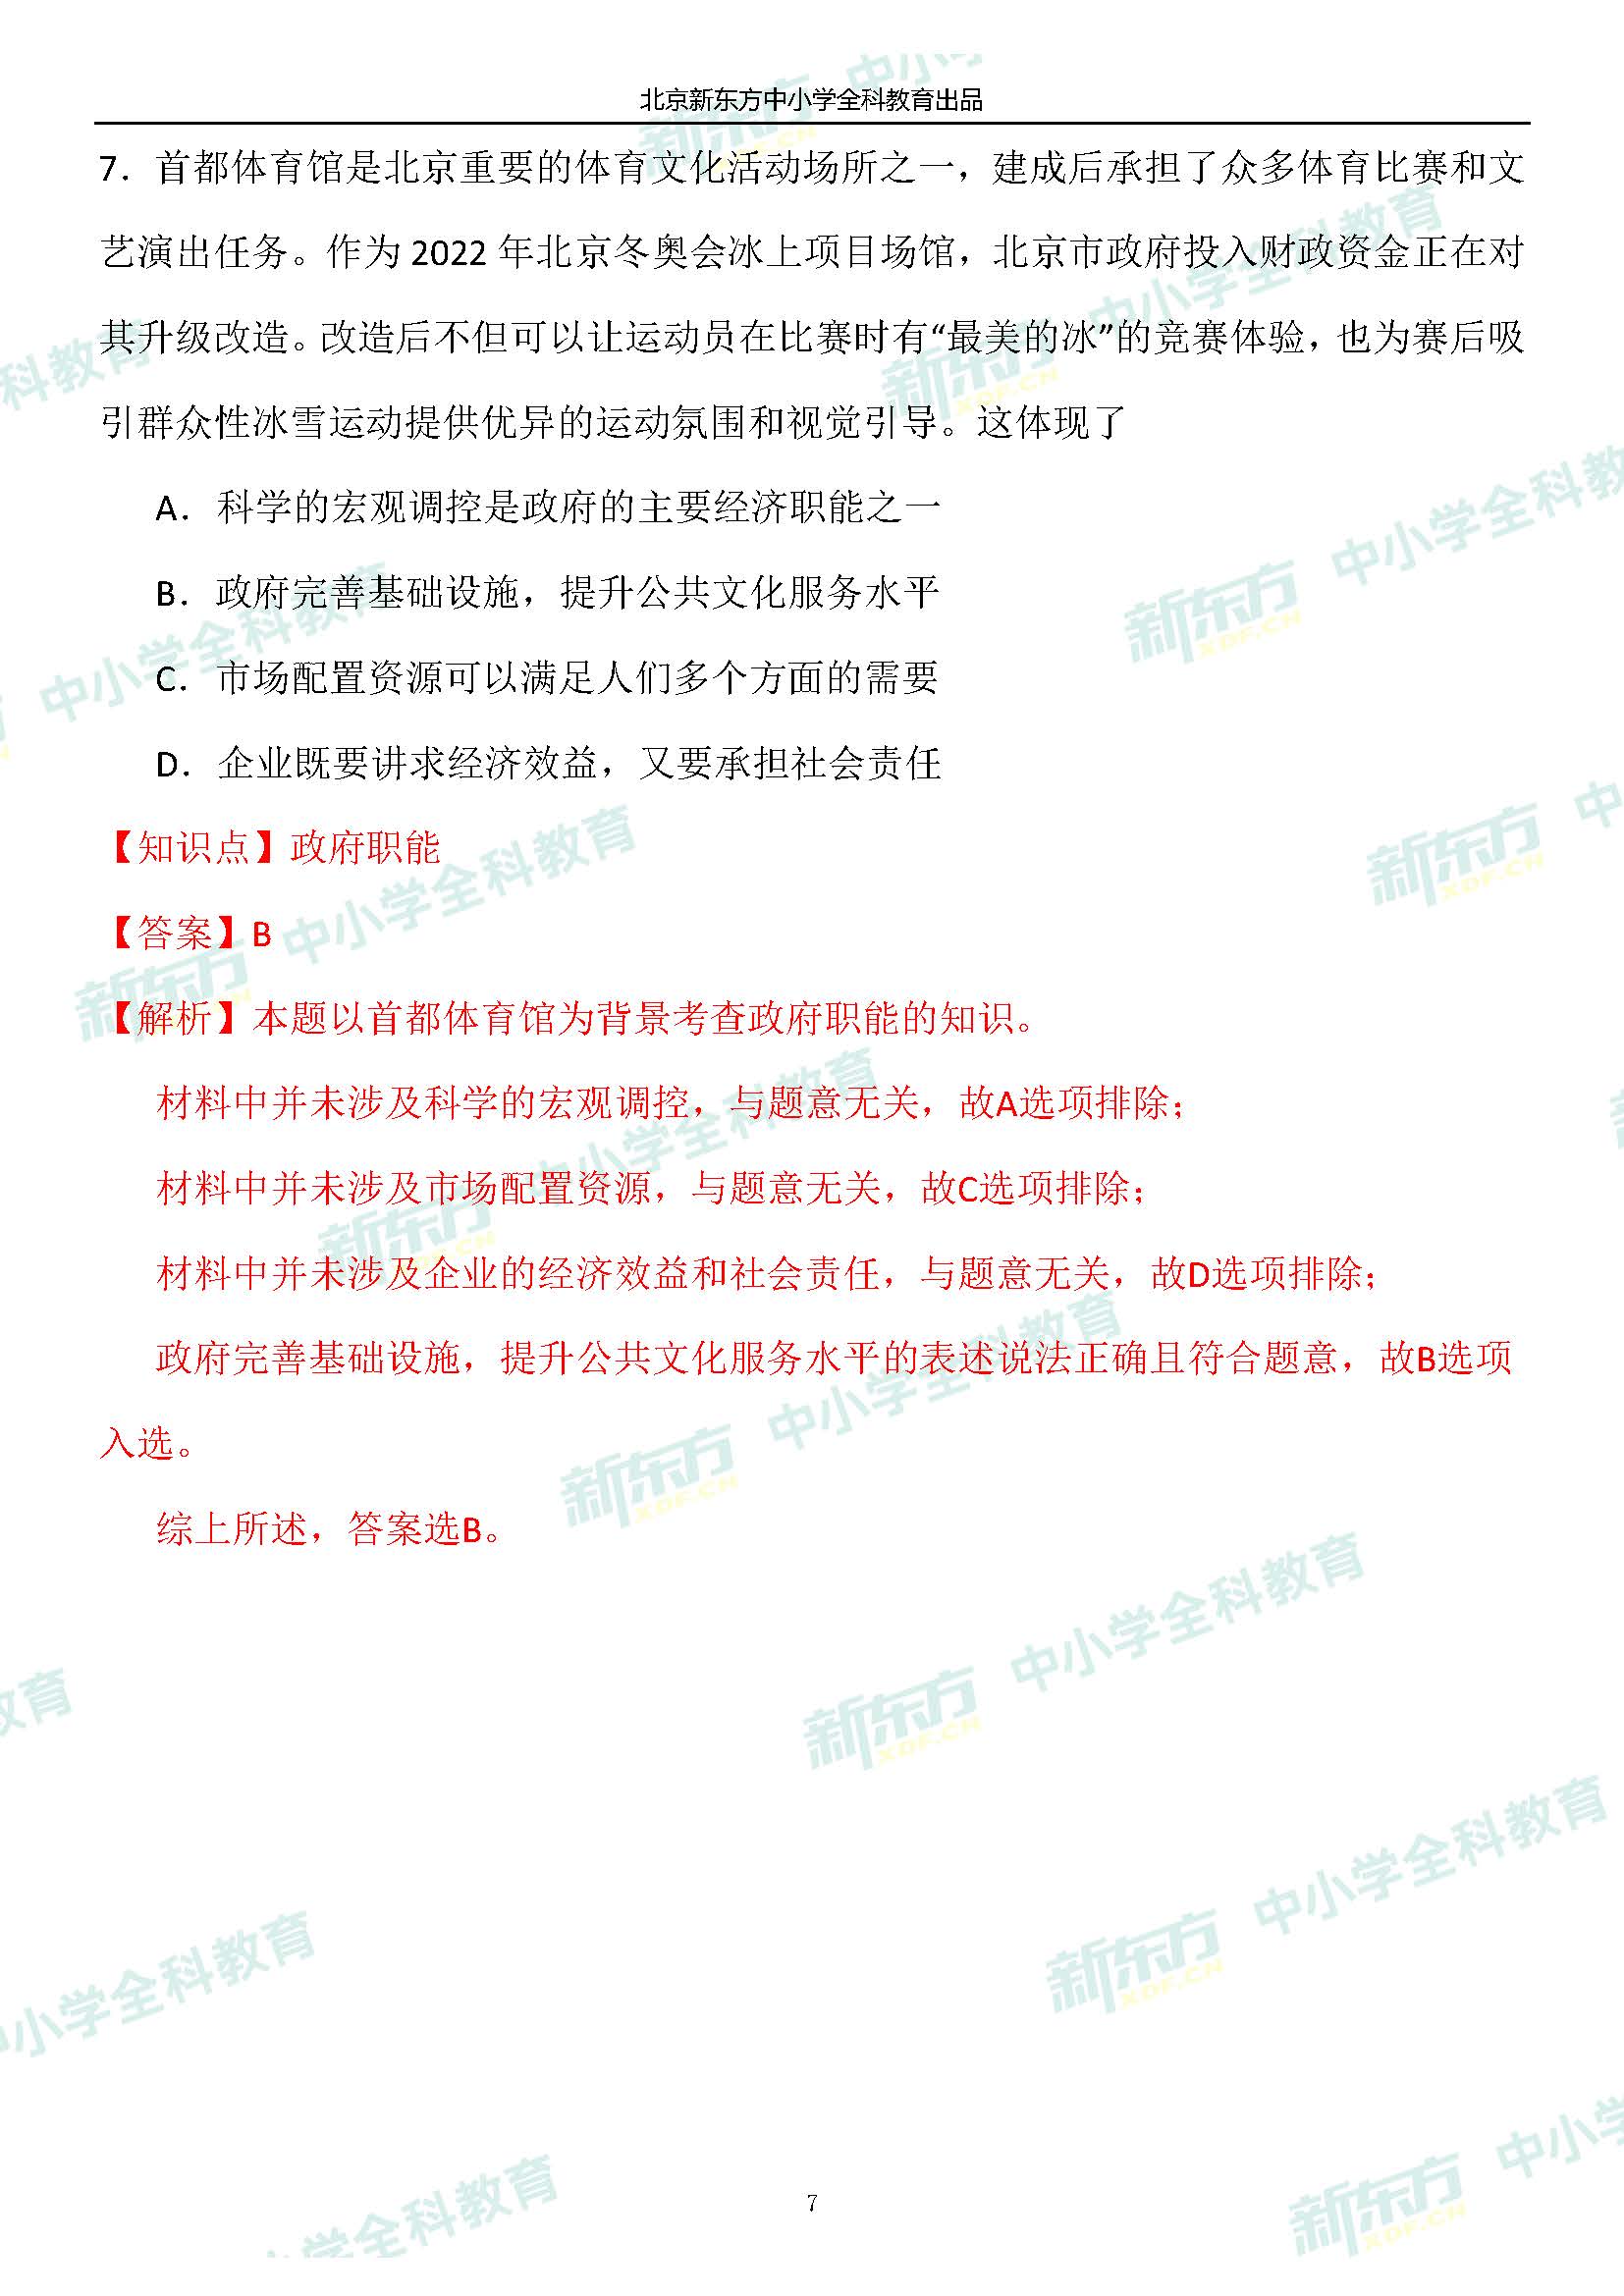 北京新东方中小学全科教育出品
7．首都体育馆是北京重要的体育文化活动场所之一，建成后承担了众多体育比赛和文
艺演出任务。作为 2022 年北京冬奥会冰上项目场馆，北京市政府投入财政资金正在对
其升级改造。改造后不但可以让运动员在比赛时有“最美的冰”的竞赛体验，也为赛后吸
引群众性冰雪运动提供优异的运动氛围和视觉引导。这体现了
A．科学的宏观调控是政府的主要经济职能之一
B．政府完善基础设施，提升公共文化服务水平
C．市场配置资源可以满足人们多个方面的需要
D．企业既要讲求经济效益，又要承担社会责任
【知识点】政府职能
【答案】B
【解析】本题以首都体育馆为背景考查政府职能的知识。
材料中并未涉及科学的宏观调控，与题意无关，故A选项排除；
材料中并未涉及市场配置资源，与题意无关，故C选项排除；
材料中并未涉及企业的经济效益和社会责任，与题意无关，故D选项排除；
政府完善基础设施，提升公共文化服务水平的表述说法正确且符合题意，故B选项
入选。
综上所述，答案选B。
7
新东方 XDF.CN 中小学全科教育